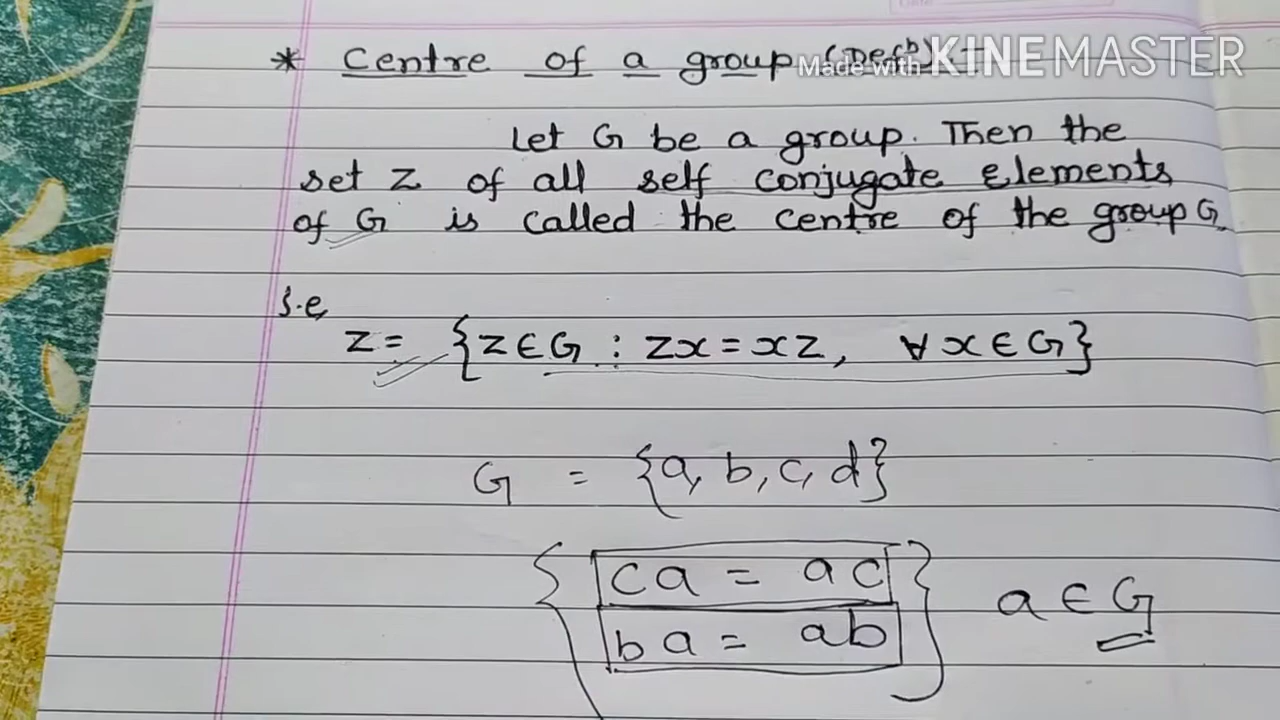 * Centre of a group (Defn) -
Made with KINEMASTER
Let G be a group. Then the
set Z of all self conjugate elements
of G is called the centre of the group G.
i.e,
Z = {z ∈ G : zx = xz, ∀ x ∈ G}
G = {a, b, c, d}
{ ca = ac } a ∈ G
ba = ab